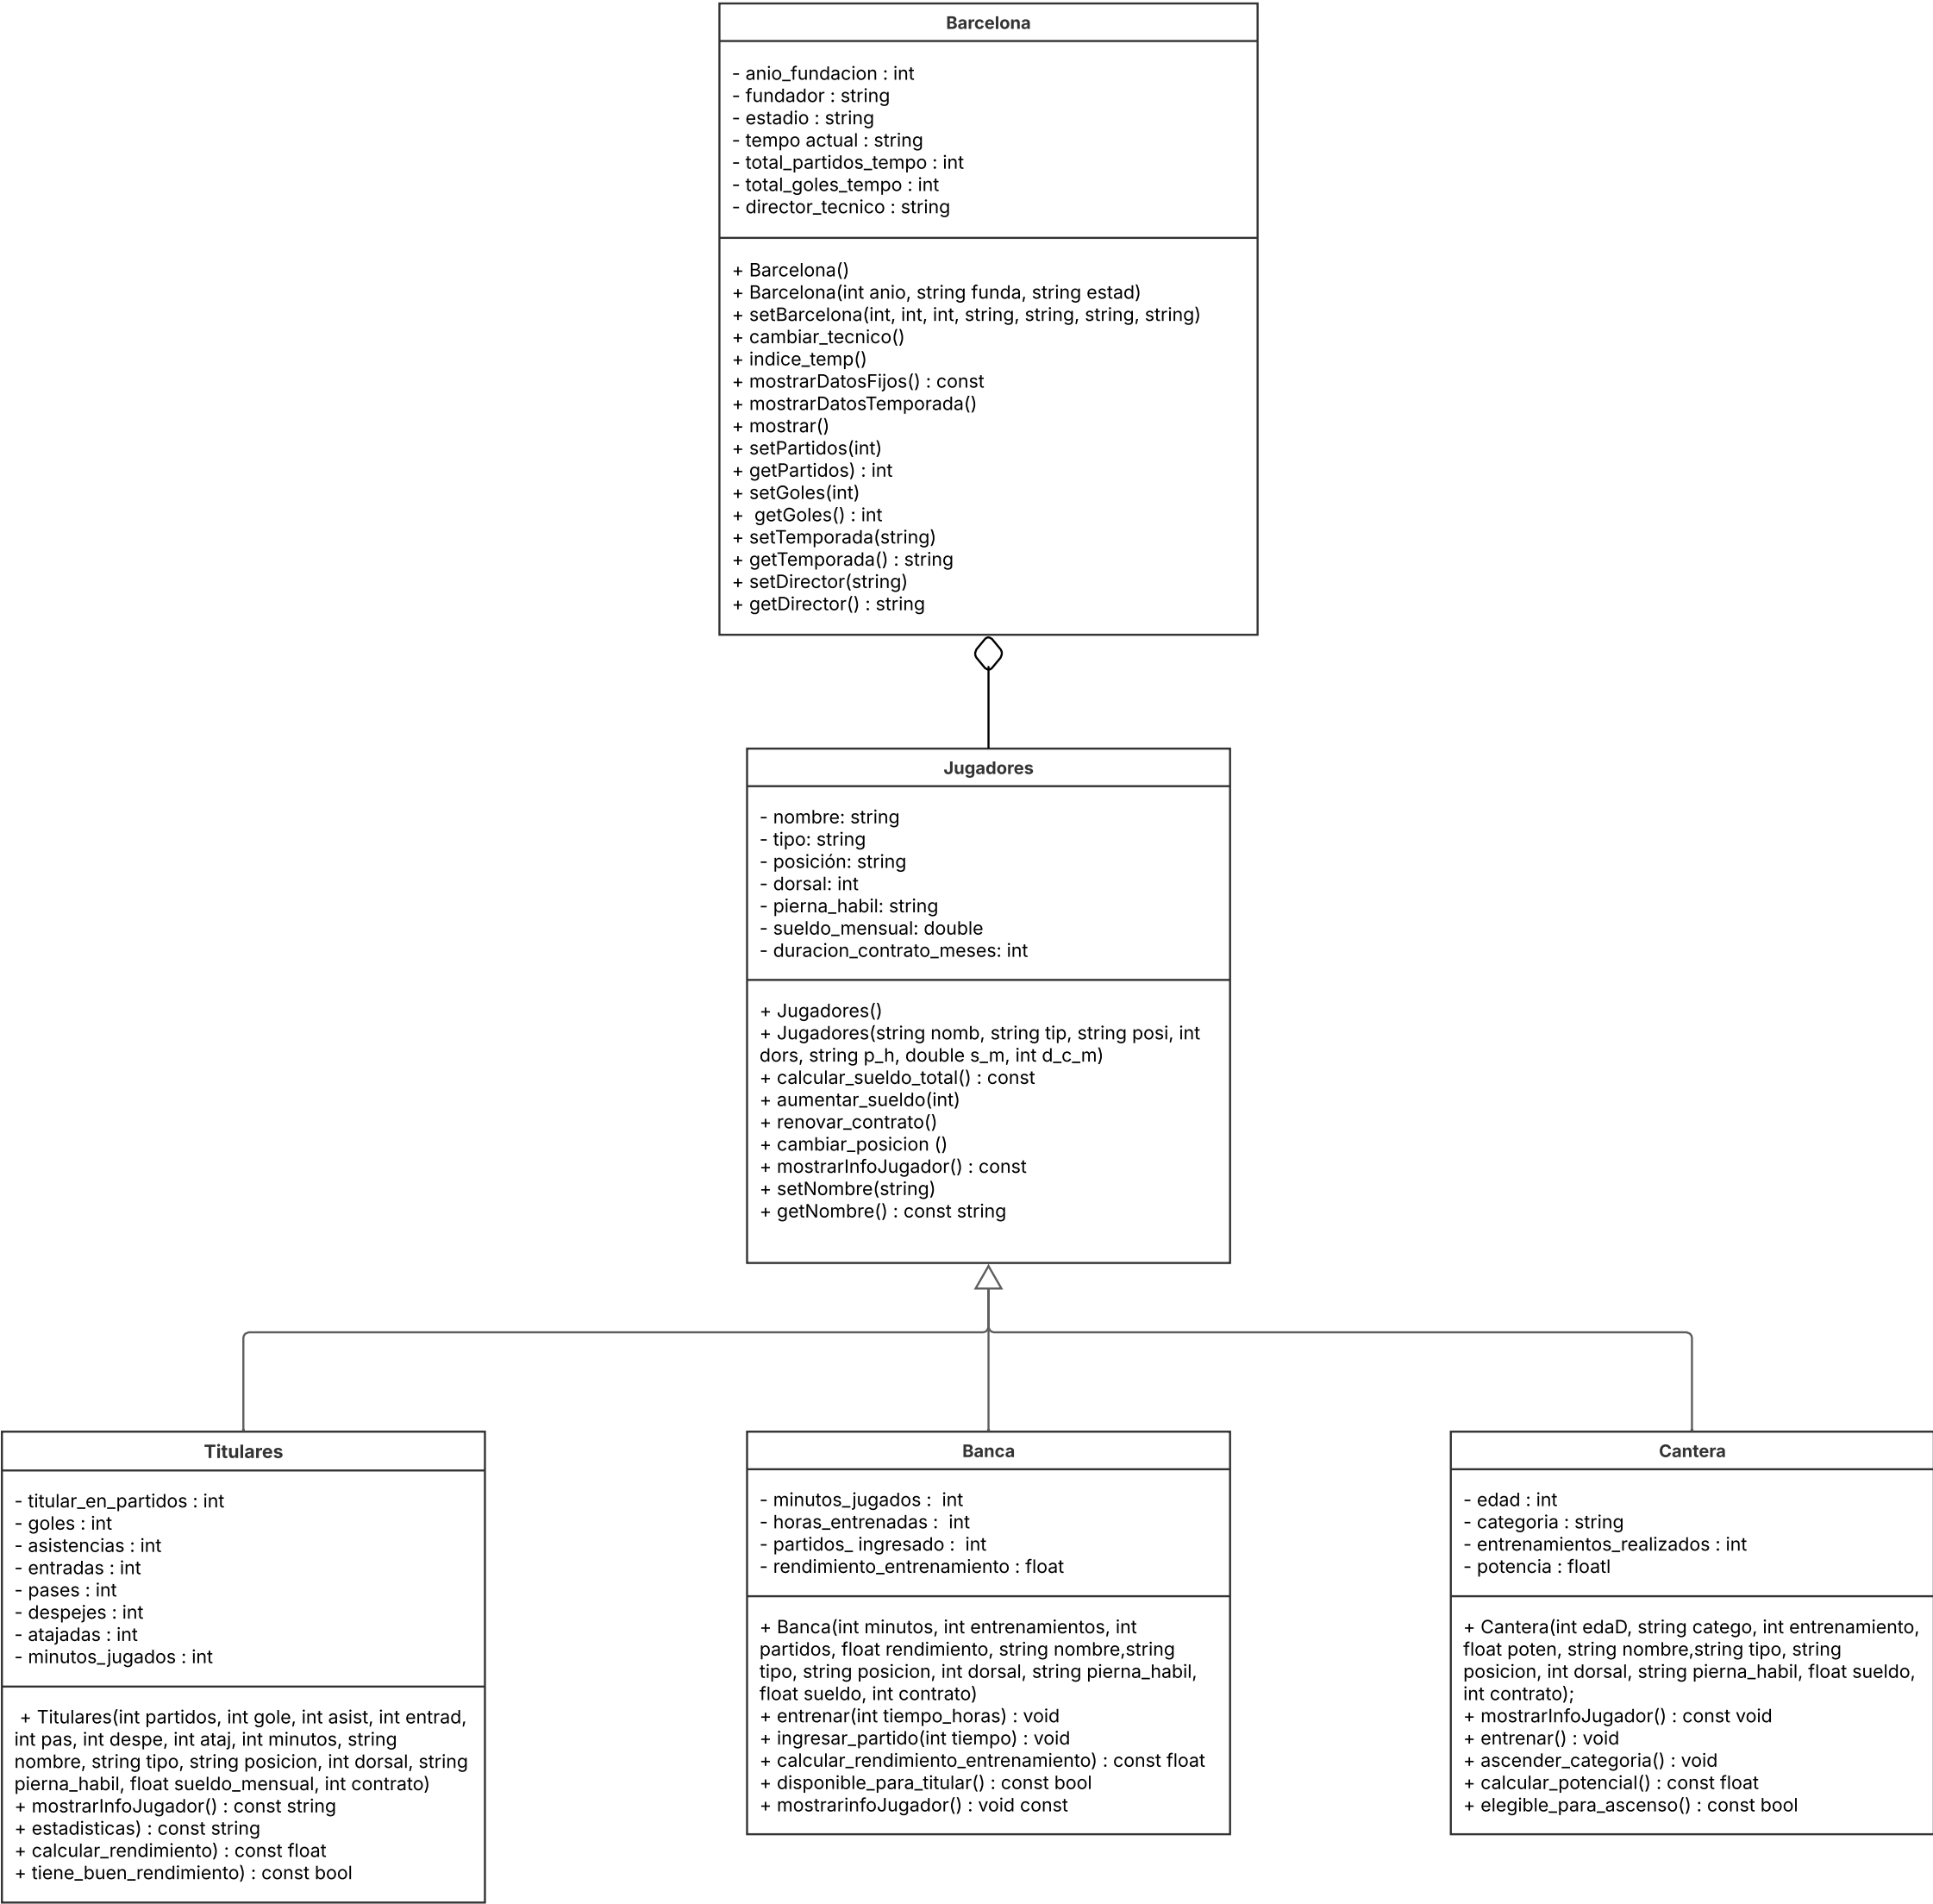 Barcelona
- anio_fundacion : int
- fundador : string
- estadio : string
- tempo actual : string
- total_partidos_tempo : int
- total_goles_tempo : int
- director_tecnico : string
+ Barcelona()
+ Barcelona(int anio, string funda, string estad)
+ setBarcelona(int, int, int, string, string, string, string)
+ cambiar_tecnico()
+ indice_temp()
+ mostrarDatosFijos() : const
+ mostrarDatosTemporada()
+ mostrar()
+ setPartidos(int)
+ getPartidos) : int
+ setGoles(int)
+  getGoles() : int
+ setTemporada(string)
+ getTemporada() : string
+ setDirector(string)
+ getDirector() : string
Jugadores
- nombre: string
- tipo: string
- posición: string
- dorsal: int
- pierna_habil: string
- sueldo_mensual: double
- duracion_contrato_meses: int
+ Jugadores()
+ Jugadores(string nomb, string tip, string posi, int
dors, string p_h, double s_m, int d_c_m)
+ calcular_sueldo_total() : const
+ aumentar_sueldo(int)
+ renovar_contrato()
+ cambiar_posicion ()
+ mostrarInfoJugador() : const
+ setNombre(string)
+ getNombre() : const string
Titulares
- titular_en_partidos : int
- goles : int
- asistencias : int
- entradas : int
- pases : int
- despejes : int
- atajadas : int
- minutos_jugados : int
+ Titulares(int partidos, int gole, int asist, int entrad,
int pas, int despe, int ataj, int minutos, string
nombre, string tipo, string posicion, int dorsal, string
pierna_habil, float sueldo_mensual, int contrato)
+ mostrarInfoJugador() : const string
+ estadisticas) : const string
+ calcular_rendimiento) : const float
+ tiene_buen_rendimiento) : const bool
Banca
- minutos_jugados :  int
- horas_entrenadas :  int
- partidos_ ingresado :  int
- rendimiento_entrenamiento : float
+ Banca(int minutos, int entrenamientos, int
partidos, float rendimiento, string nombre,string
tipo, string posicion, int dorsal, string pierna_habil,
float sueldo, int contrato)
+ entrenar(int tiempo_horas) : void
+ ingresar_partido(int tiempo) : void
+ calcular_rendimiento_entrenamiento) : const float
+ disponible_para_titular() : const bool
+ mostrarinfoJugador() : void const
Cantera
- edad : int
- categoria : string
- entrenamientos_realizados : int
- potencia : floatl
+ Cantera(int edaD, string catego, int entrenamiento,
float poten, string nombre,string tipo, string
posicion, int dorsal, string pierna_habil, float sueldo,
int contrato);
+ mostrarInfoJugador() : const void
+ entrenar() : void
+ ascender_categoria() : void
+ calcular_potencial() : const float
+ elegible_para_ascenso() : const bool